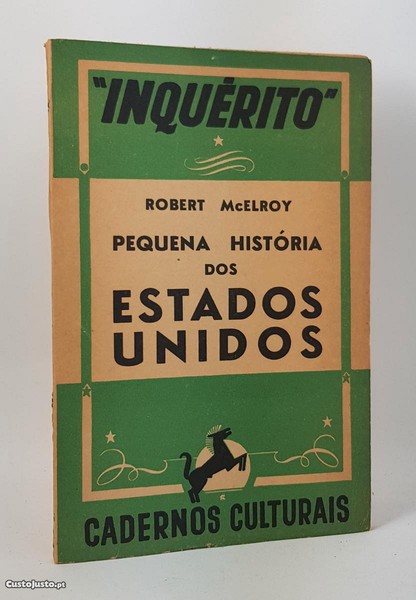 "INQUÉRITO"
ROBERT McELROY
PEQUENA HISTÓRIA
DOS
ESTADOS
UNIDOS
CADERNOS CULTURAIS
CustoJusto.pt